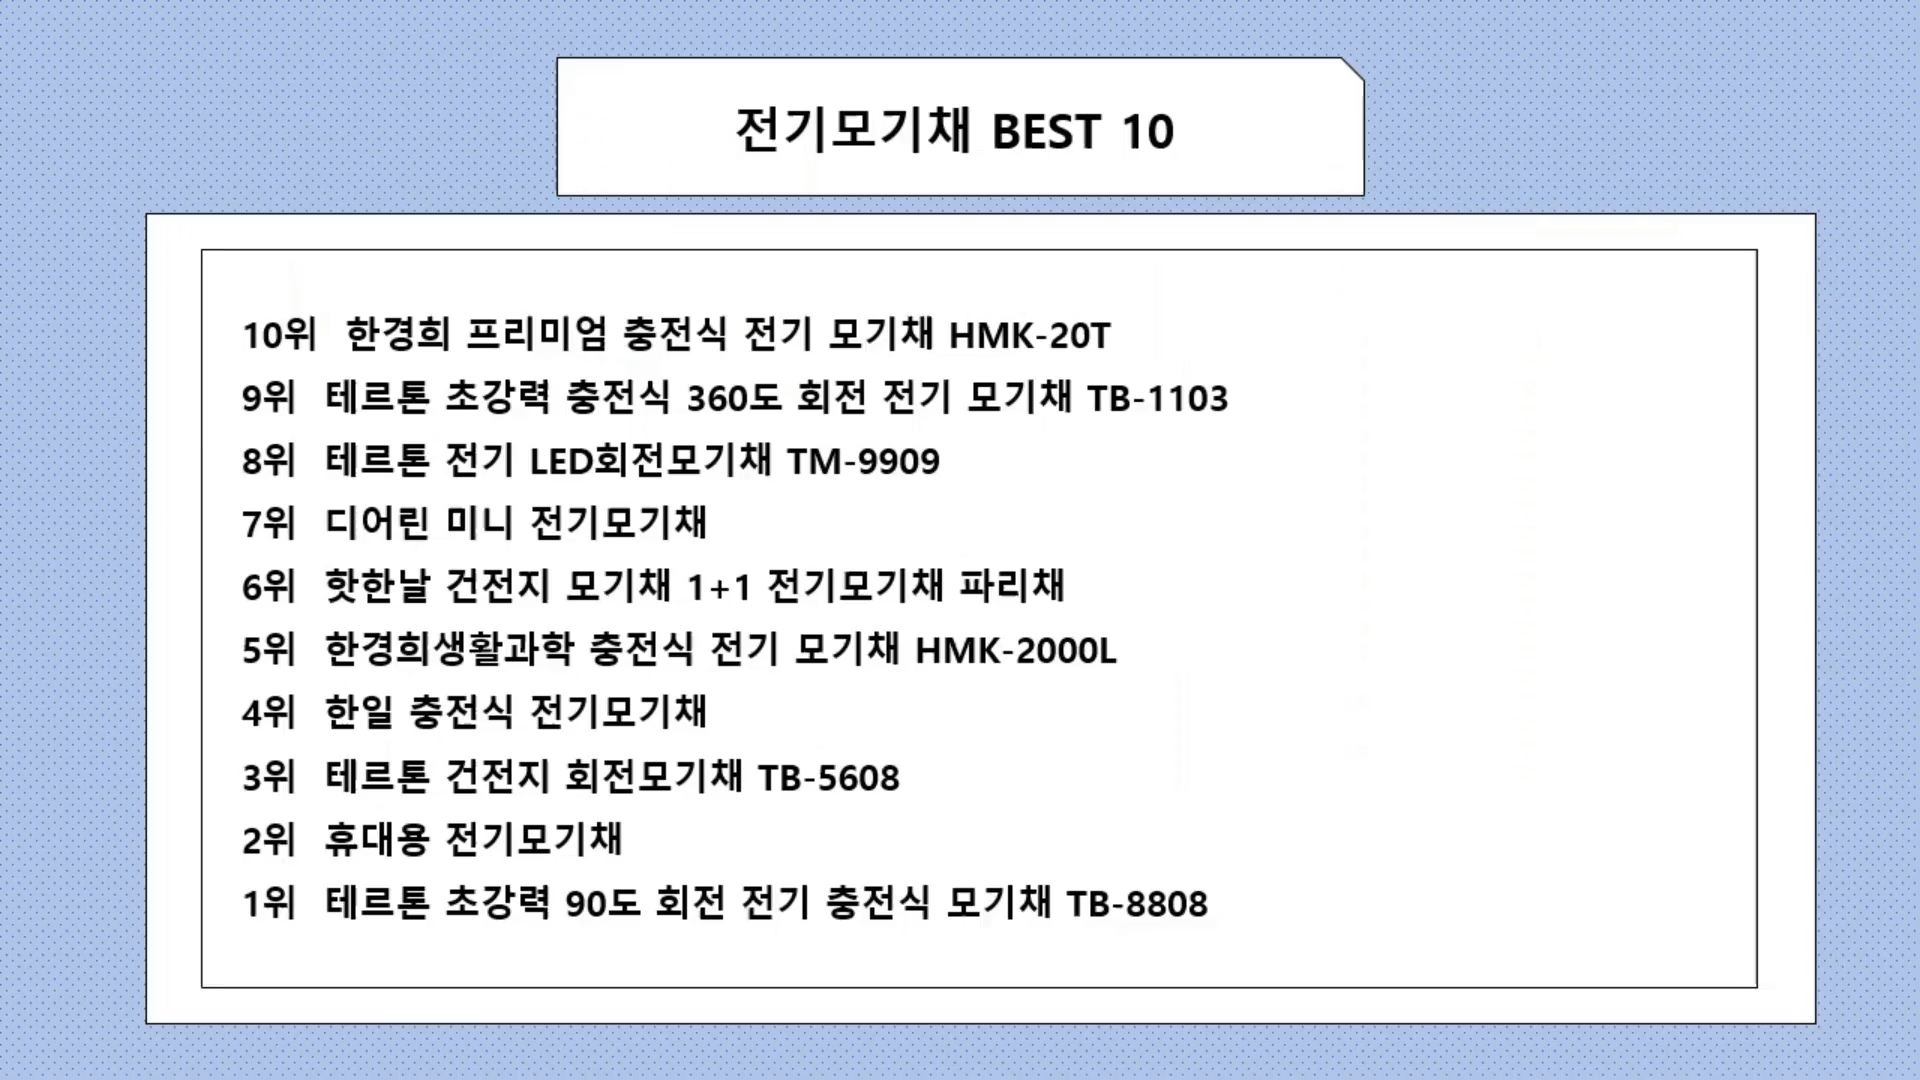 전기모기채 BEST 10
10위 한경희 프리미엄 충전식 전기 모기채 HMK-20T
9위 테르톤 초강력 충전식 360도 회전 전기 모기채 TB-1103
8위 테르톤 전기 LED회전모기채 TM-9909
7위 디어린 미니 전기모기채
6위 핫한날 건전지 모기채 1+1 전기모기채 파리채
5위 한경희생활과학 충전식 전기 모기채 HMK-2000L
4위 한일 충전식 전기모기채
3위 테르톤 건전지 회전모기채 TB-5608
2위 휴대용 전기모기채
1위 테르톤 초강력 90도 회전 전기 충전식 모기채 TB-8808